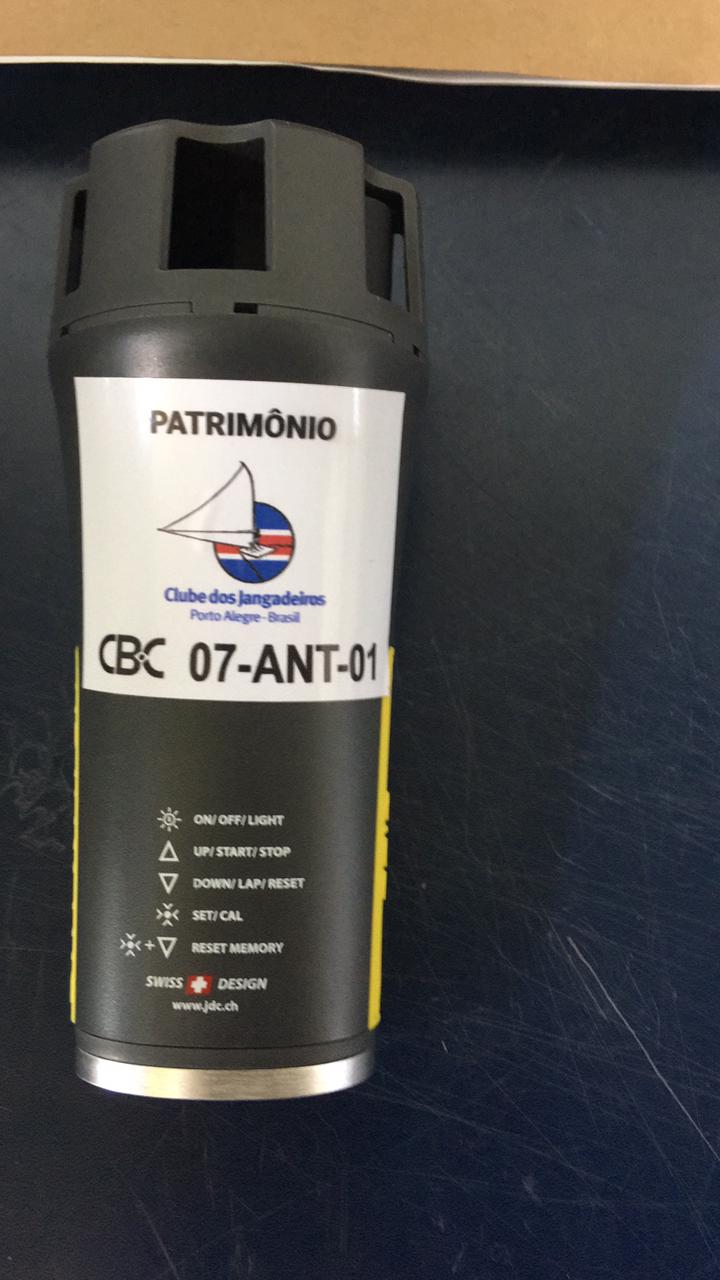 PATRIMÔNIO
Clube dos Jangadeiros
Porto Alegre - Brasil
CBC 07-ANT-01
ON/ OFF/ LIGHT
UP/ START/ STOP
DOWN/ LAP/ RESET
SET/ CAL
+ RESET MEMORY
SWISS DESIGN
www.jdc.ch